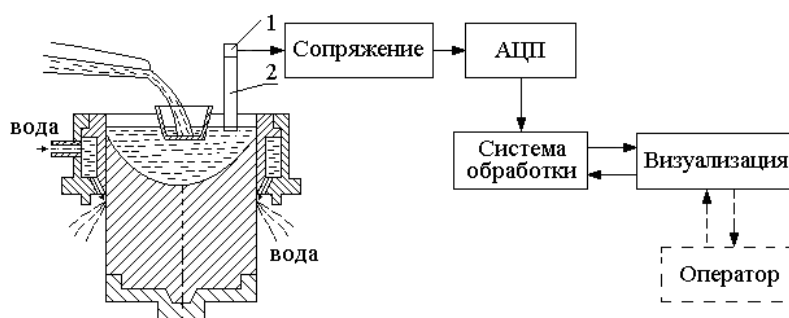 1
2
Сопряжение
АЦП
вода
Система
обработки
Визуализация
вода
Оператор